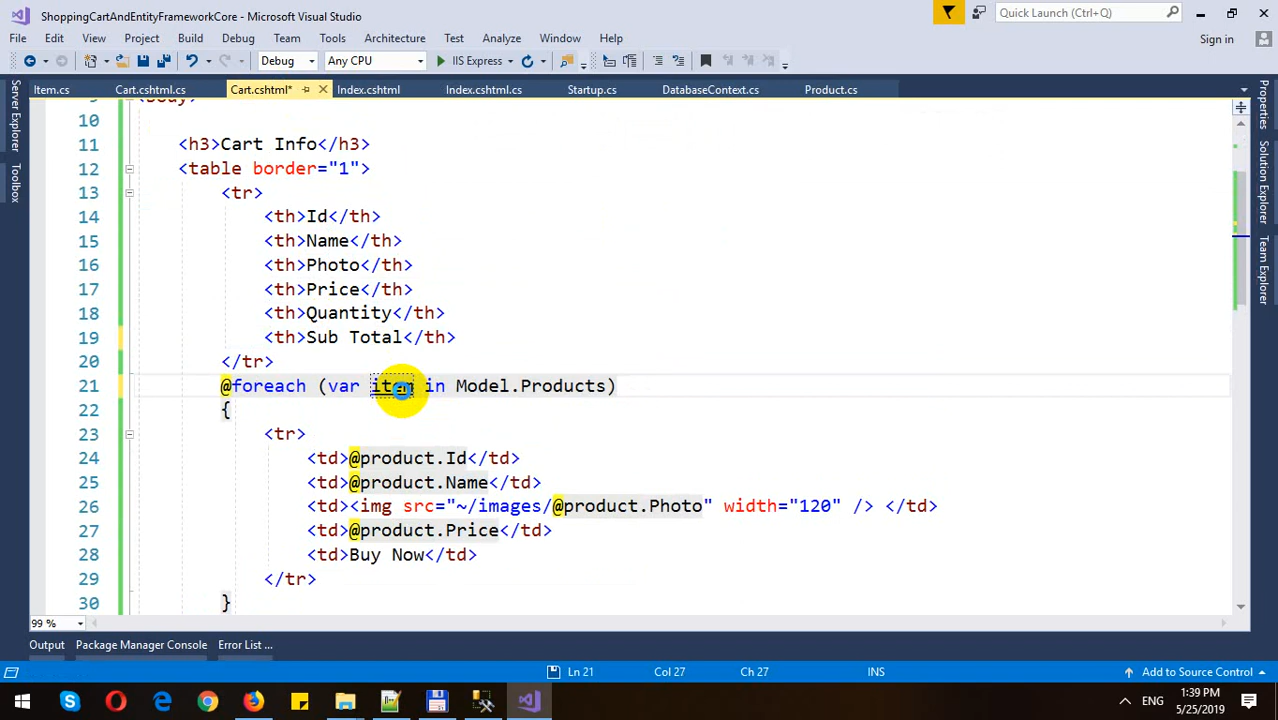 ShoppingCartAndEntityFrameworkCore - Microsoft Visual Studio
Quick Launch (Ctrl+Q)
File Edit View Project Build Debug Team Tools Architecture Test Analyze Window Help
Sign in
Debug Any CPU IIS Express
Item.cs Cart.cshtml.cs Cart.cshtml* Index.cshtml Index.cshtml.cs Startup.cs DatabaseContext.cs Product.cs
Server Explorer
Toolbox
Properties
Solution Explorer
Team Explorer
10
11 <h3>Cart Info</h3>
12 <table border="1">
13 <tr>
14 <th>Id</th>
15 <th>Name</th>
16 <th>Photo</th>
17 <th>Price</th>
18 <th>Quantity</th>
19 <th>Sub Total</th>
20 </tr>
21 @foreach (var item in Model.Products)
22 {
23 <tr>
24 <td>@product.Id</td>
25 <td>@product.Name</td>
26 <td><img src="~/images/@product.Photo" width="120" /> </td>
27 <td>@product.Price</td>
28 <td>Buy Now</td>
29 </tr>
30 }
99 %
Output Package Manager Console Error List ...
Ln 21 Col 27 Ch 27 INS Add to Source Control
ENG
1:39 PM
5/25/2019